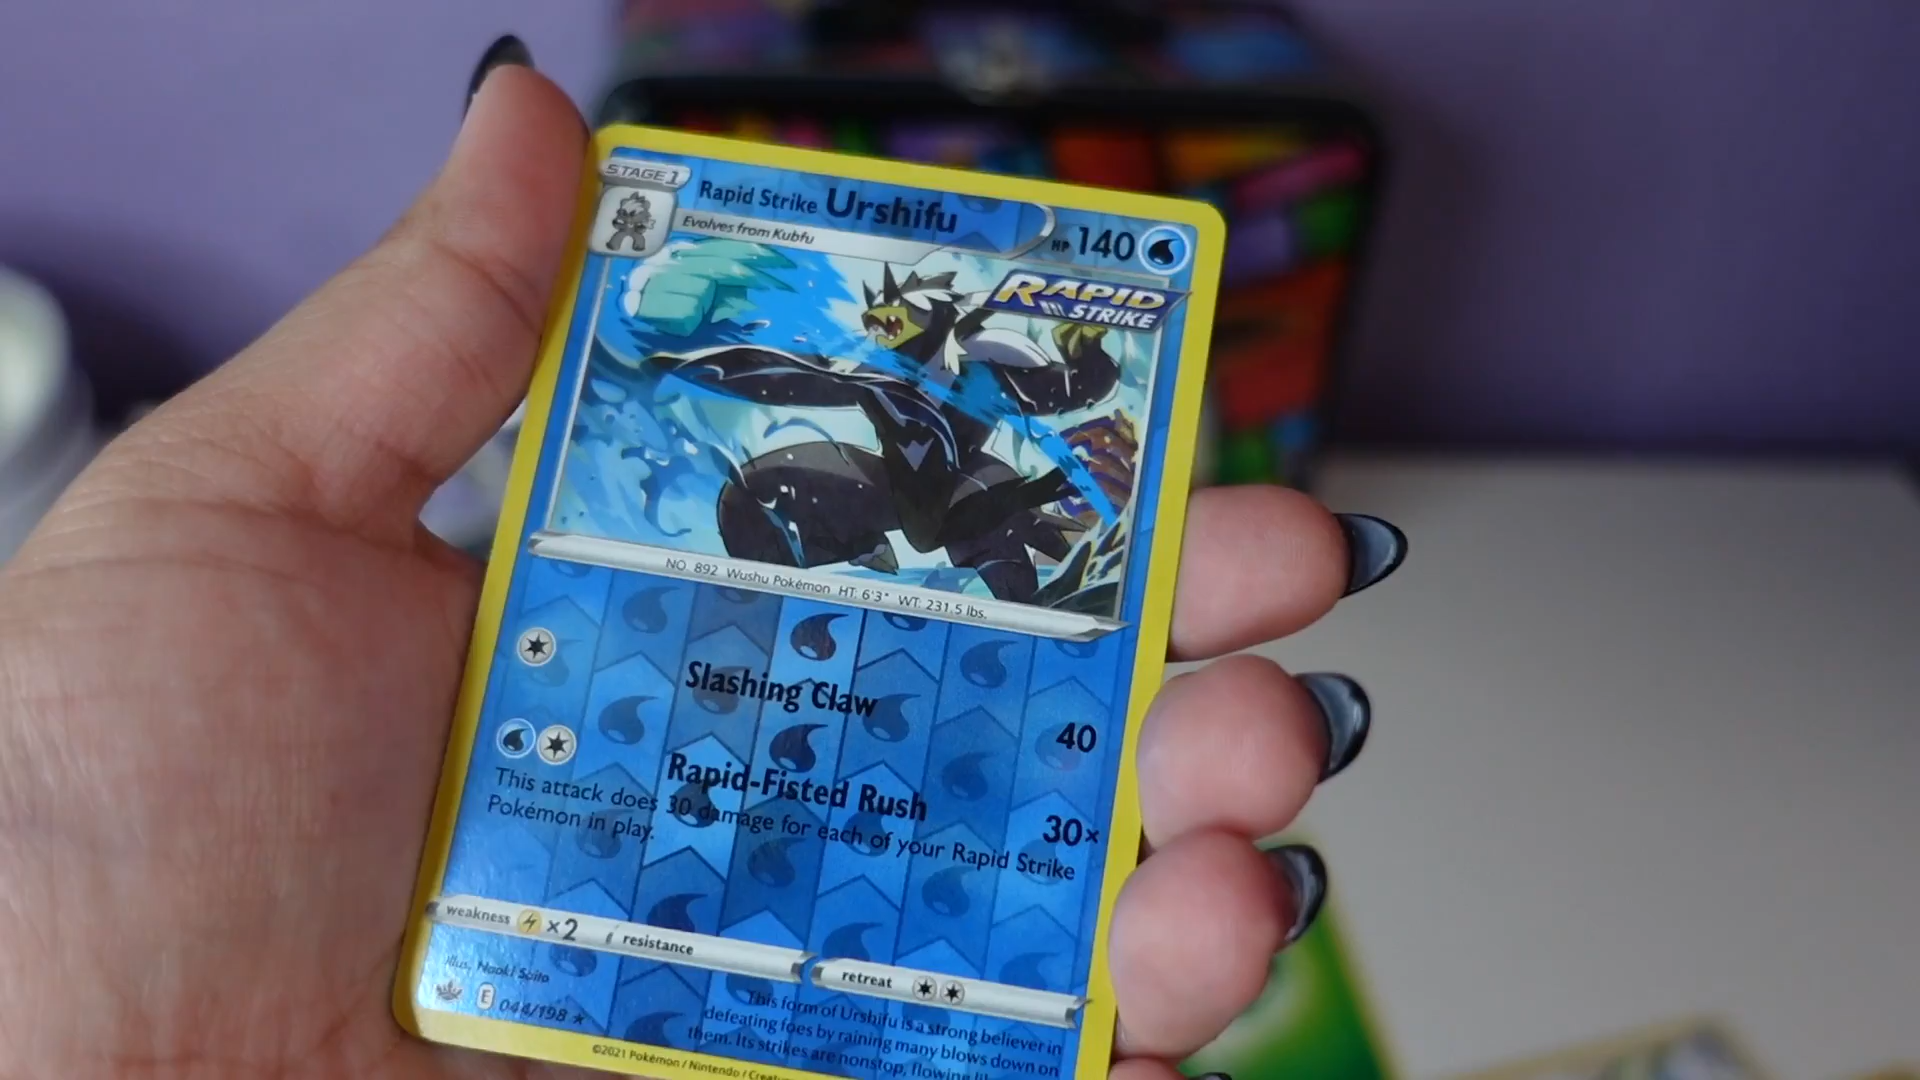 STAGE 1
Rapid Strike Urshifu
HP 140
Evolves from Kubfu
RAPID
STRIKE
NO. 892 Wushu Pokémon HT: 6'3" WT: 231.5 lbs.
Slashing Claw
40
Rapid-Fisted Rush
30×
This attack does 30 damage for each of your Rapid Strike
Pokémon in play.
weakness ×2 resistance
retreat
Illus. Naoki Saito
E 044/198 ★
This form of Urshifu is a strong believer in
defeating foes by raining many blows down on
them. Its strikes are nonstop, flowing
©2021 Pokémon / Nintendo /